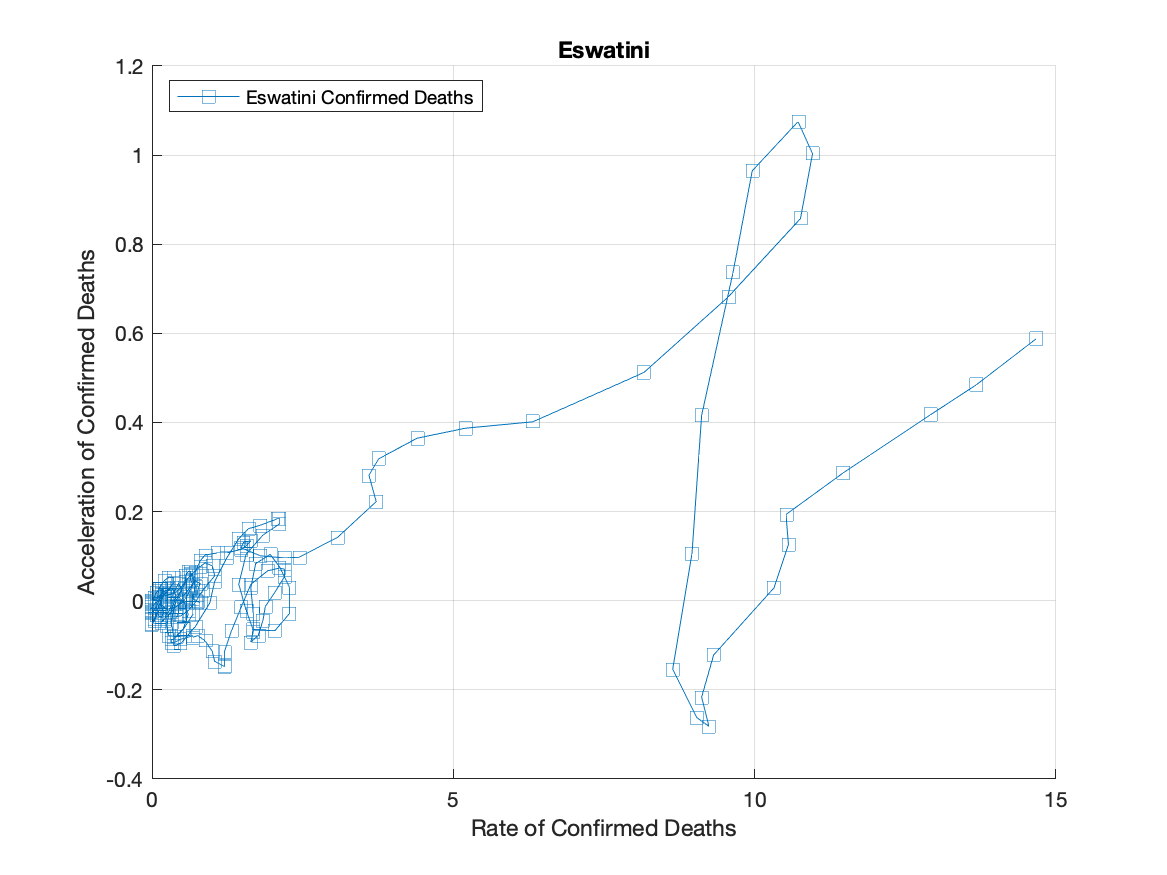 Eswatini
Eswatini Confirmed Deaths
1.2
1
0.8
0.6
0.4
0.2
0
-0.2
-0.4
Acceleration of Confirmed Deaths
0 5 10 15
Rate of Confirmed Deaths